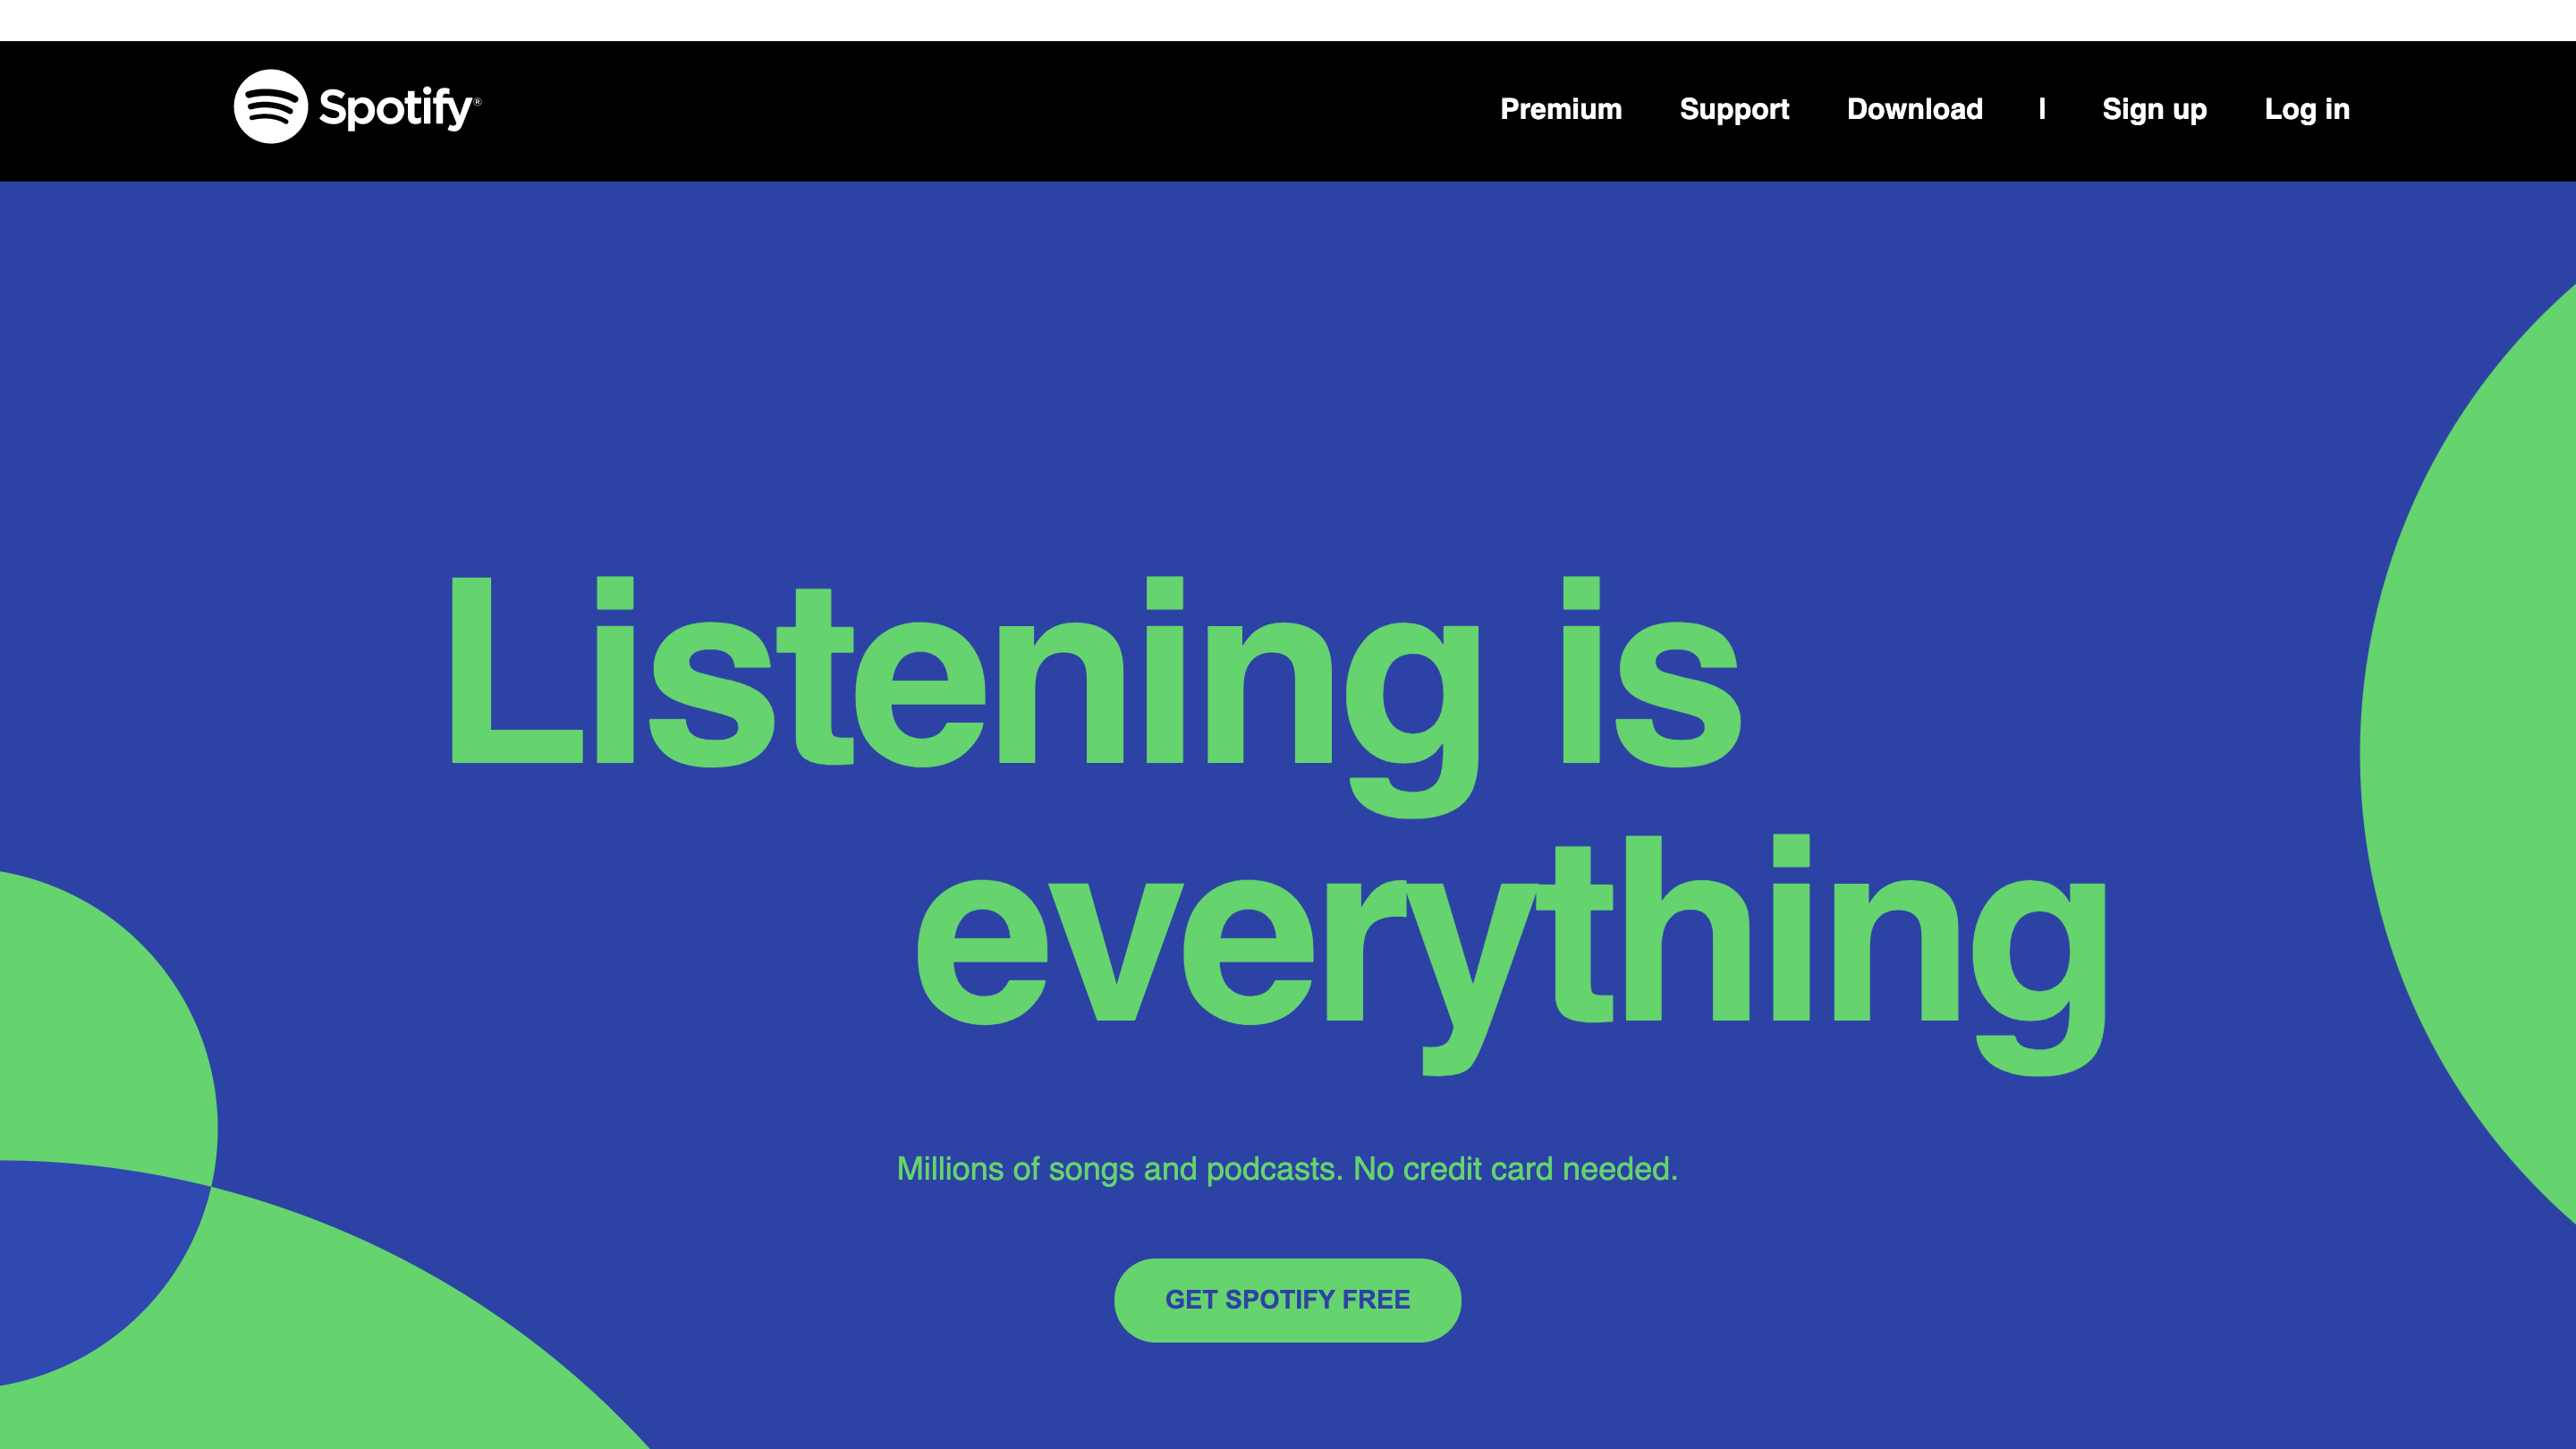 Spotify®
Premium Support Download | Sign up Log in
Listening is
everything
Millions of songs and podcasts. No credit card needed.
GET SPOTIFY FREE